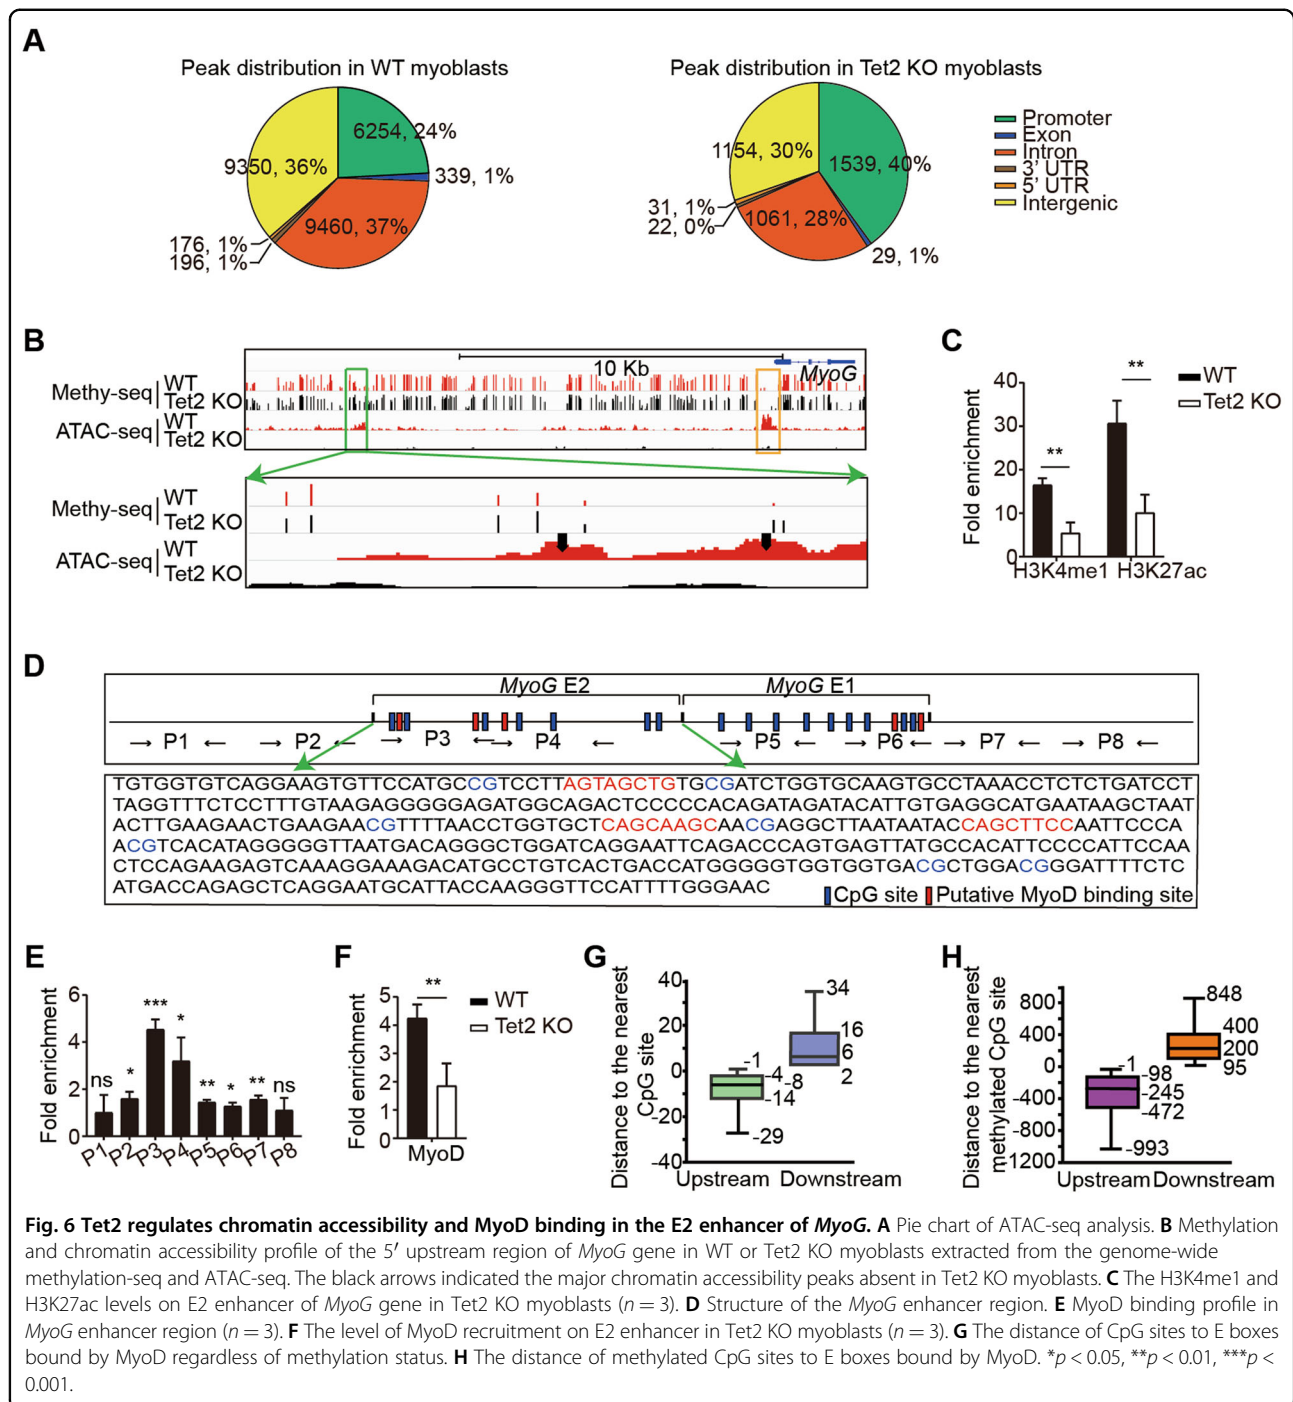 A
Peak distribution in WT myoblasts
Peak distribution in Tet2 KO myoblasts
6254, 24%
339, 1%
9460, 37%
196, 1%
176, 1%
9350, 36%
1539, 40%
29, 1%
1061, 28%
22, 0%
31, 1%
1154, 30%
Promoter
Exon
Intron
3' UTR
5' UTR
Intergenic
B
10 Kb
MyoG
Methy-seq
WT
Tet2 KO
ATAC-seq
WT
Tet2 KO
Methy-seq
WT
Tet2 KO
ATAC-seq
WT
Tet2 KO
C
Fold enrichment
40
30
20
10
0
**
**
H3K4me1 H3K27ac
WT
Tet2 KO
D
MyoG E2
MyoG E1
P1 P2 P3 P4 P5 P6 P7 P8
TGTGGTGTCAGGAAAGTGTTCCATGCCGTCCTTAGTAGCTGTGCGATCTGGTGCAAGTGCCTAAACCTCTCTGATCCT
TAGGTTTCTCCTTTGTAAGAGGGGGAGATGGCAGACTCCCCCACAGATAGATACATTGTGAGGCATGAATAAGCTAAT
ACTTGAAGAACTGAAGAACGTTTTAACCTGGTGCTCAGCAAGCAACGAGGCTTAATAATACCAGCTTCCAATTCCCA
ACGTCACATAGGGGGTTAATGACAGGGCTGGATCAGGAATTCAGACCCAGTGAGTTATGCCACATTCCCCATTCCAA
CTCCAGAAGAGTCAAAGGAAAGACATGCCTGTCACTGACCATGGGGGTGGTGGTGACGCTGGACGGGATTTTCTC
ATGACCAGAGCTCAGGAATGCATTACCAAGGGTTCCATTTTGGGAAC
CpG site
Putative MyoD binding site
E
Fold enrichment
6
4
2
0
ns * *** * ** * ** ns
P1 P2 P3 P4 P5 P6 P7 P8
F
Fold enrichment
5
4
3
2
1
0
**
MyoD
WT
Tet2 KO
G
Distance to the nearest
CpG site
40
20
0
-20
-40
-1
-4
-8
-14
-29
34
16
6
2
Upstream Downstream
H
Distance to the nearest
methylated CpG site
800
400
0
-400
-800
-1200
-1
-98
-245
-472
-993
848
400
200
95
Upstream Downstream
Fig. 6 Tet2 regulates chromatin accessibility and MyoD binding in the E2 enhancer of MyoG. A Pie chart of ATAC-seq analysis. B Methylation
and chromatin accessibility profile of the 5′ upstream region of MyoG gene in WT or Tet2 KO myoblasts extracted from the genome-wide
methylation-seq and ATAC-seq. The black arrows indicated the major chromatin accessibility peaks absent in Tet2 KO myoblasts. C The H3K4me1 and
H3K27ac levels on E2 enhancer of MyoG gene in Tet2 KO myoblasts (n = 3). D Structure of the MyoG enhancer region. E MyoD binding profile in
MyoG enhancer region (n = 3). F The level of MyoD recruitment on E2 enhancer in Tet2 KO myoblasts (n = 3). G The distance of CpG sites to E boxes
bound by MyoD regardless of methylation status. H The distance of methylated CpG sites to E boxes bound by MyoD. *p < 0.05, **p < 0.01, ***p <
0.001.